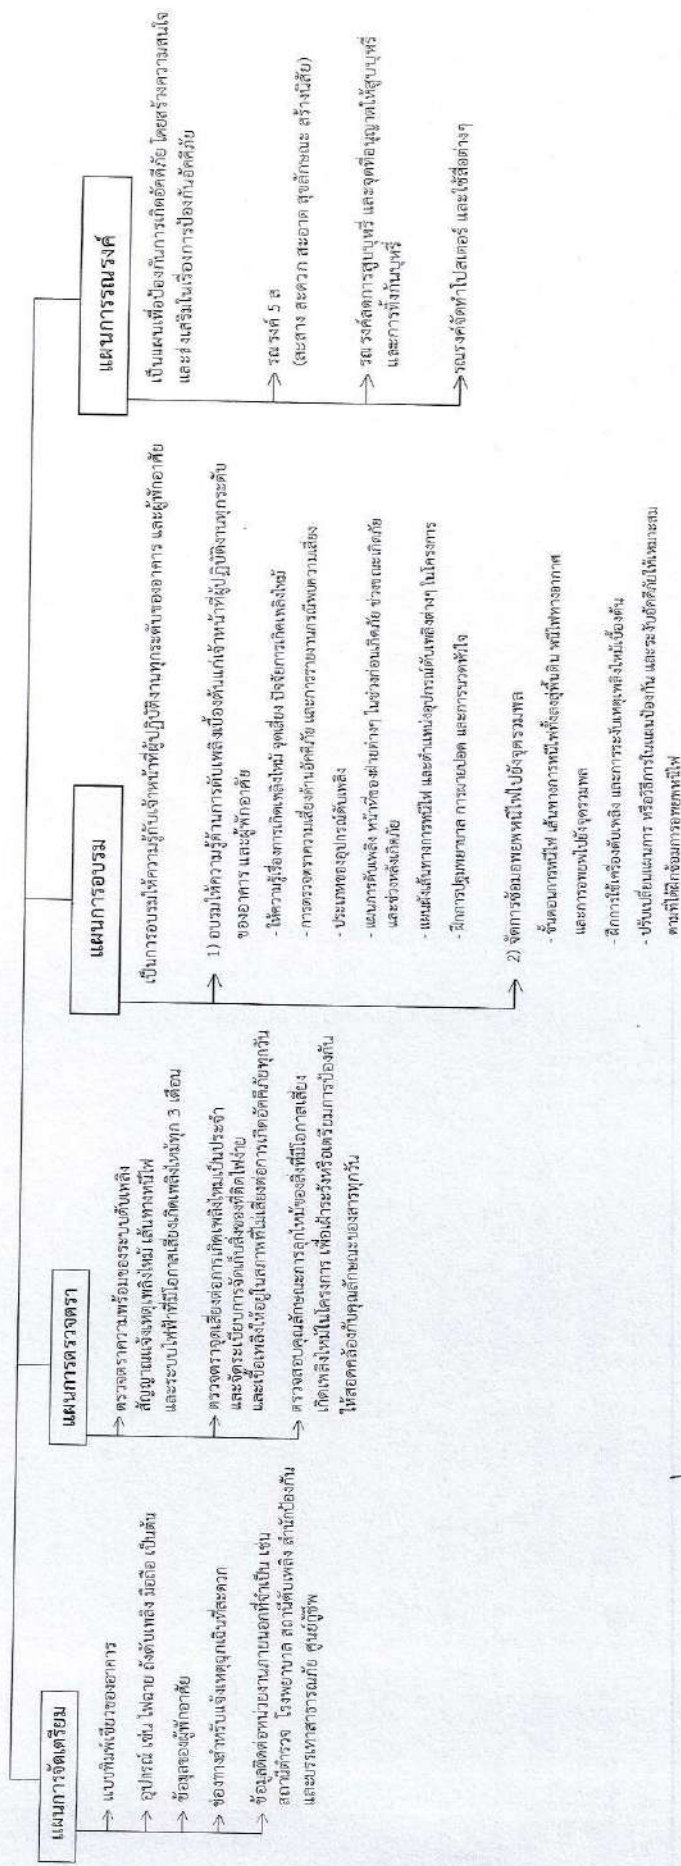 แผนการจัดเตรียม
แบบพิมพ์เขียวของอาคาร
อุปกรณ์ เช่น ไฟฉาย ถังดับเพลิง มือถือ เป็นต้น
ข้อมูลของผู้พักอาศัย
ช่องทางสำหรับแจ้งเหตุฉุกเฉินที่สะดวก
ข้อมูลติดต่อหน่วยงานภายนอกที่จำเป็น เช่น
สถานีตำรวจ โรงพยาบาล สถานีดับเพลิง สำนักป้องกัน
และบรรเทาสาธารณภัย ศูนย์กู้ชีพ
แผนการตรวจตรา
ตรวจตราความพร้อมของระบบดับเพลิง
สัญญาณแจ้งเหตุเพลิงไหม้ เส้นทางหนีไฟ
และระบบไฟฟ้าที่มีโอกาสเสี่ยงเกิดเพลิงไหม้ทุก 3 เดือน
ตรวจตราจุดเสี่ยงต่อการเกิดเพลิงไหม้เป็นประจำ
และจัดระเบียบการจัดเก็บสิ่งของที่ติดไฟง่าย
และเชื้อเพลิงให้อยู่ในสภาพที่ไม่เสี่ยงต่อการเกิดอัคคีภัยทุกวัน
ตรวจสอบคุณลักษณะการลุกไหม้ของสิ่งที่มีโอกาสเสี่ยง
เกิดเพลิงไหม้ในโครงการ เพื่อเฝ้าระวังหรือเตรียมการป้องกัน
ให้สอดคล้องกับคุณลักษณะของสารทุกวัน
แผนการอบรม
เป็นการอบรมให้ความรู้กับเจ้าหน้าที่ผู้ปฏิบัติงานทุกระดับของอาคาร และผู้พักอาศัย
1) อบรมให้ความรู้ด้านการดับเพลิงเบื้องต้นแก่เจ้าหน้าที่ผู้ปฏิบัติงานทุกระดับ
ของอาคาร และผู้พักอาศัย
- ให้ความรู้เรื่องการเกิดเพลิงไหม้ จุดเสี่ยง ปัจจัยการเกิดเพลิงไหม้
- การตรวจตราความเสี่ยงด้านอัคคีภัย และการรายงานกรณีพบความเสี่ยง
- ประเภทของอุปกรณ์ดับเพลิง
- แผนการดับเพลิง หน้าที่ของฝ่ายต่างๆ ในช่วงก่อนเกิดภัย ช่วงขณะเกิดภัย
และช่วงหลังเกิดภัย
- แผนผังเส้นทางการหนีไฟ และตำแหน่งอุปกรณ์ดับเพลิงต่างๆ ในโครงการ
- ฝึกการปฐมพยาบาล การผายปอด และการนวดหัวใจ
2) จัดการซ้อมอพยพหนีไฟไปยังจุดรวมพล
- ขั้นตอนการหนีไฟ เส้นทางการหนีไฟทั้งลงสู่พื้นดิน หนีไฟทางอากาศ
และการอพยพไปยังจุดรวมพล
- ฝึกการใช้เครื่องดับเพลิง และการระงับเหตุเพลิงไหม้เบื้องต้น
- ปรับเปลี่ยนแผนการ หรือวิธีการในแผนป้องกัน และระงับอัคคีภัยให้เหมาะสม
ตามที่ได้ฝึกซ้อมการอพยพหนีไฟ
แผนการรณรงค์
เป็นแผนเพื่อป้องกันการเกิดอัคคีภัย โดยสร้างความสนใจ
และส่งเสริมในเรื่องการป้องกันอัคคีภัย
รณรงค์ 5 ส
(สะสาง สะดวก สะอาด สุขลักษณะ สร้างนิสัย)
รณรงค์ลดการสูบบุหรี่ และจุดที่อนุญาตให้สูบบุหรี่
และการทิ้งก้นบุหรี่
รณรงค์จัดทำโปสเตอร์ และใช้สื่อต่างๆ